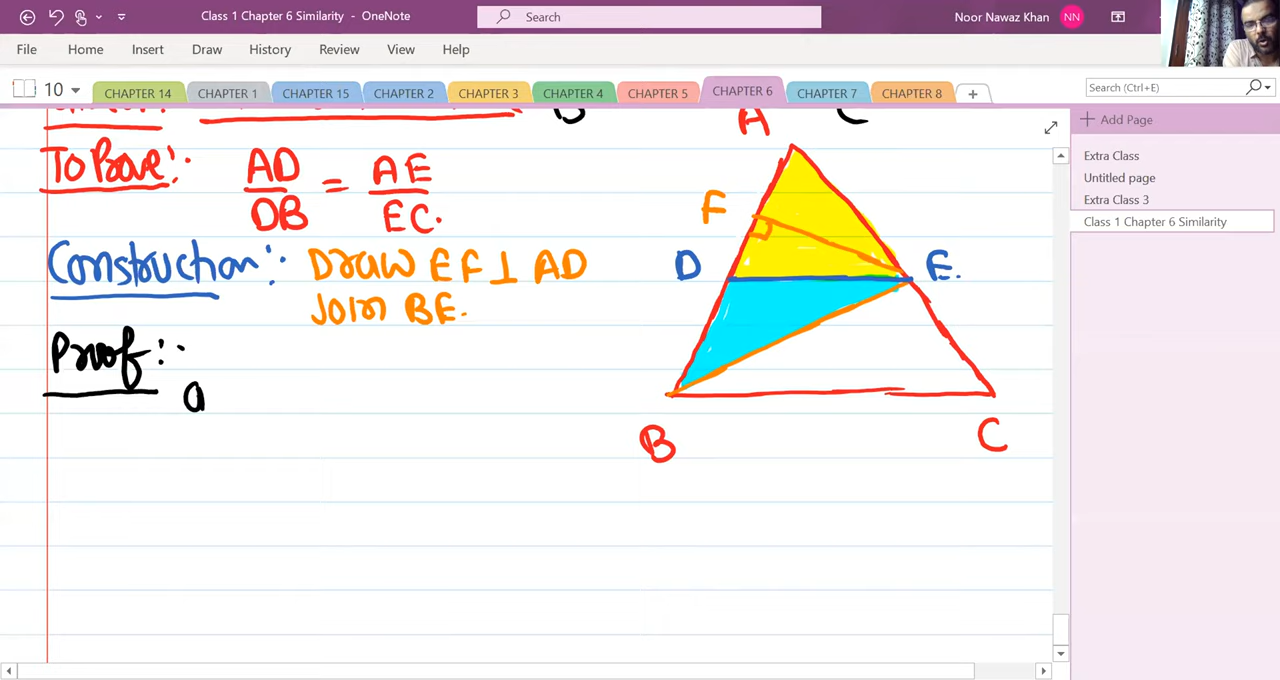 Class 1 Chapter 6 Similarity - OneNote
Search
Noor Nawaz Khan NN
File Home Insert Draw History Review View Help
10 CHAPTER 14 CHAPTER 1 CHAPTER 15 CHAPTER 2 CHAPTER 3 CHAPTER 4 CHAPTER 5 CHAPTER 6 CHAPTER 7 CHAPTER 8 +
Search (Ctrl+E)
Add Page
Extra Class
Untitled page
Extra Class 3
Class 1 Chapter 6 Similarity
B C
To Prove:- AD/DB = AE/EC.
Construction:- Draw EF ⊥ AD
Join BE.
Proof:-
a
A
F
D E.
B C